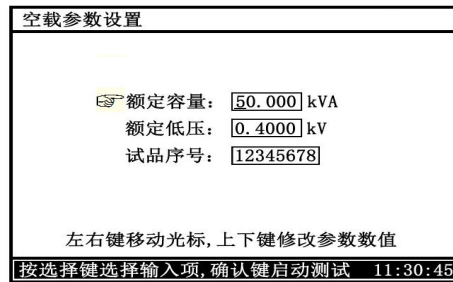 空载参数设置
☞额定容量: 50.000 kVA
额定低压: 0.4000 kV
试品序号: 12345678
左右键移动光标,上下键修改参数数值
按选择键选择输入项,确认键启动测试 11:30:45